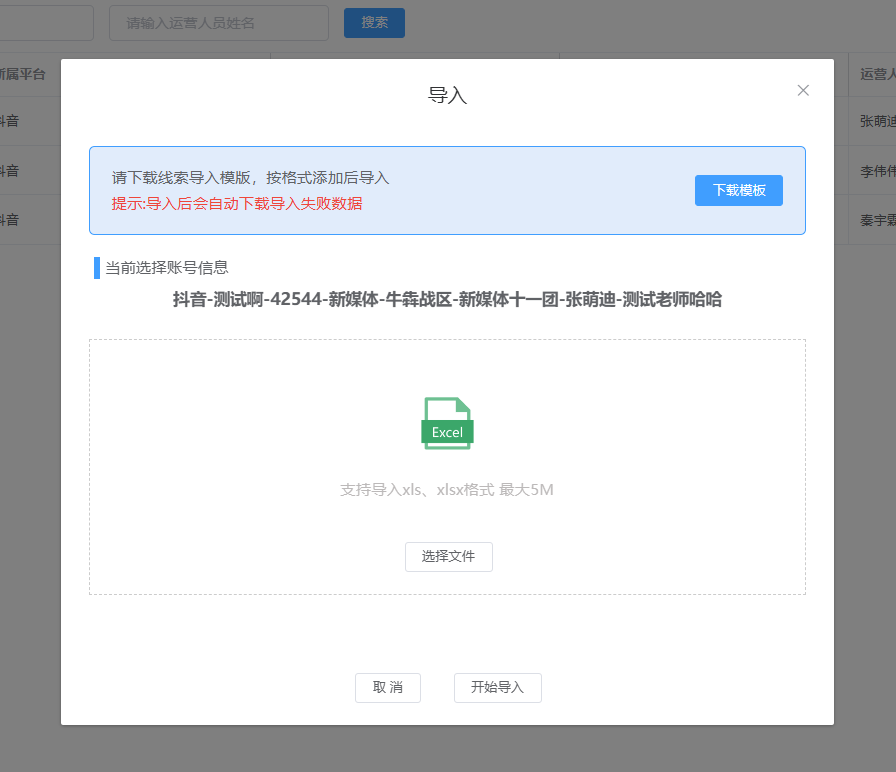 请输入运营人员姓名 搜索
所属平台
运营人
抖音
张萌迪
抖音
李伟伟
抖音
秦宇霖
导入
请下载线索导入模版，按格式添加后导入
提示:导入后会自动下载导入失败数据
下载模板
当前选择账号信息
抖音-测试啊-42544-新媒体-牛犇战区-新媒体十一团-张萌迪-测试老师哈哈
Excel
支持导入xls、xlsx格式 最大5M
选择文件
取 消 开始导入